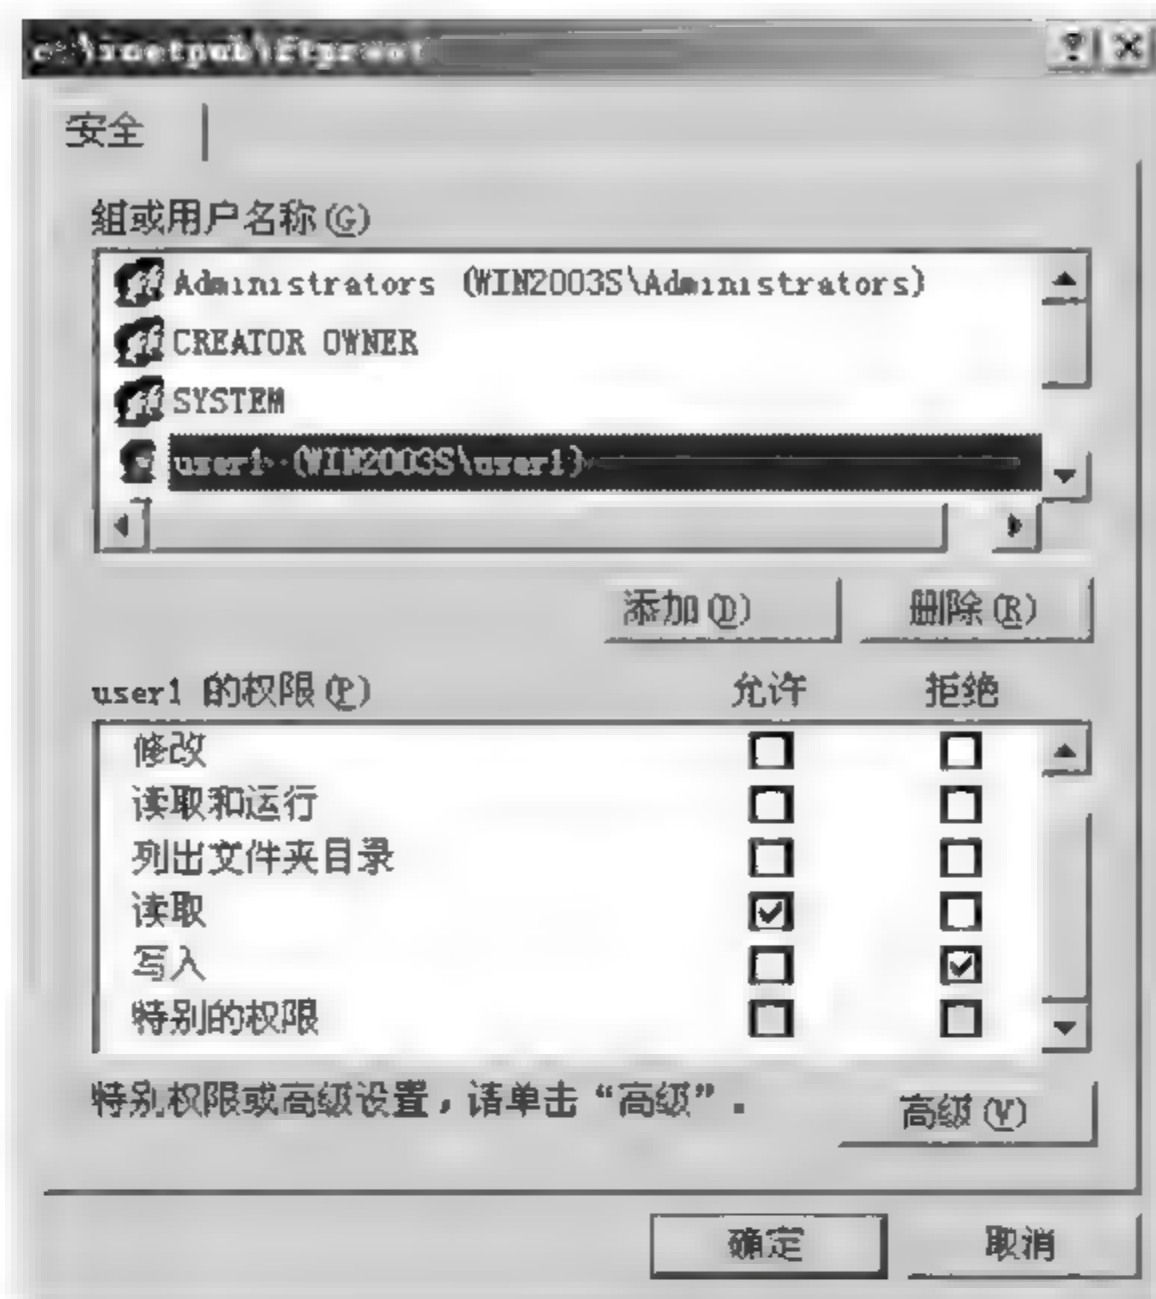 c:\inetpub\ftproot
安全
组或用户名称(G)
Administrators (WIN2003S\Administrators)
CREATOR OWNER
SYSTEM
user1 (WIN2003S\user1)
添加(D) 删除(R)
user1 的权限(P) 允许 拒绝
修改
读取和运行
列出文件夹目录
读取
写入
特别的权限
特别权限或高级设置，请单击“高级”. 高级(V)
确定 取消